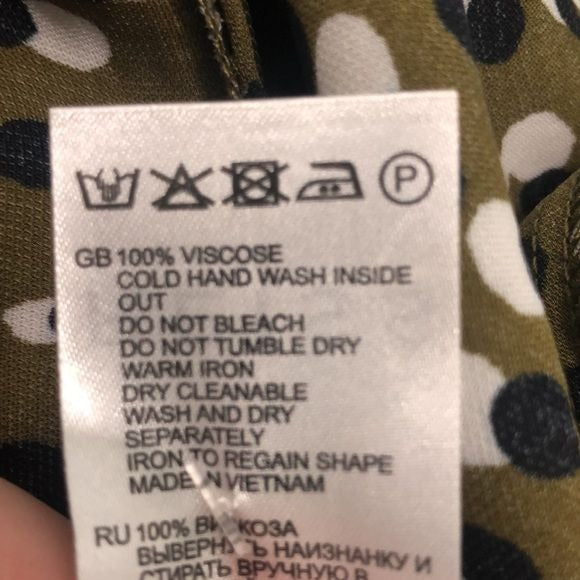 P
GB 100% VISCOSE
COLD HAND WASH INSIDE
OUT
DO NOT BLEACH
DO NOT TUMBLE DRY
WARM IRON
DRY CLEANABLE
WASH AND DRY
SEPARATELY
IRON TO REGAIN SHAPE
MADE IN VIETNAM
RU 100% ВИСКОЗА
ВЫВЕРНУТЬ НАИЗНАНКУ И
СТИРАТЬ ВРУЧНУЮ В